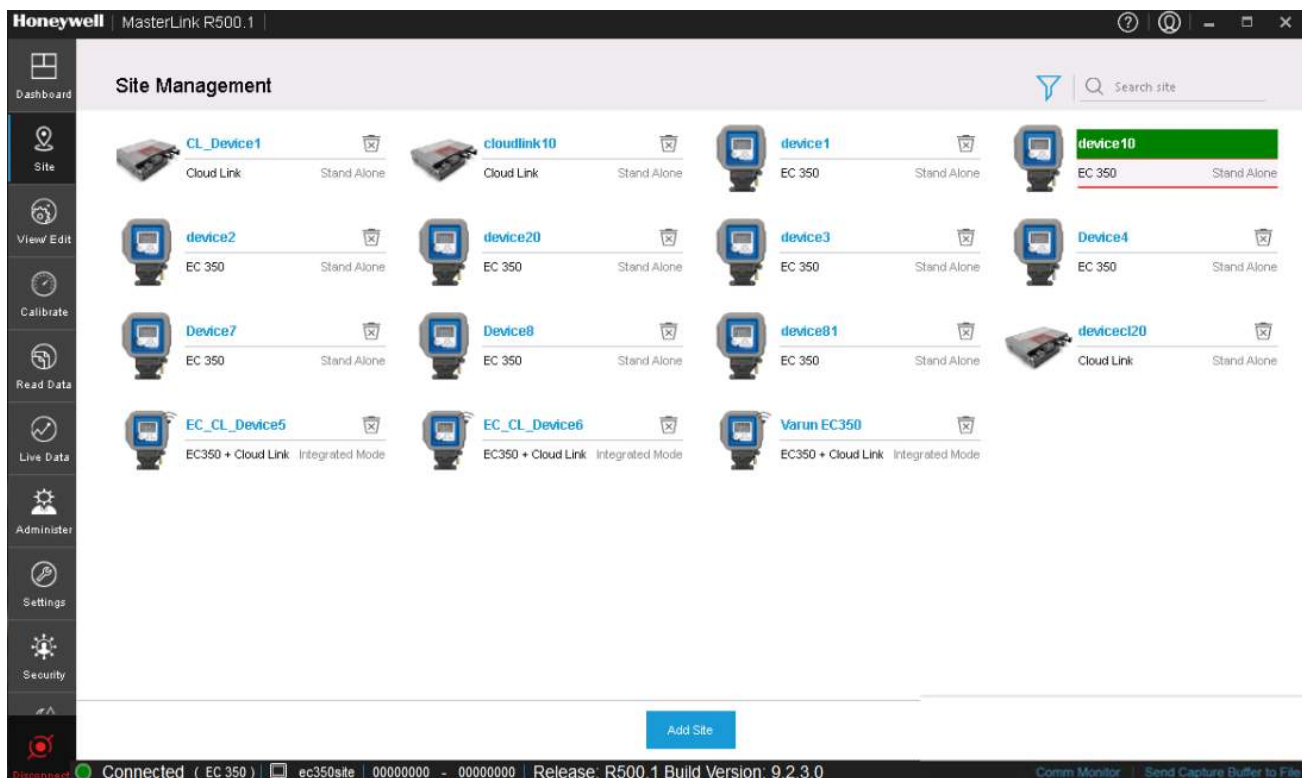 Honeywell | MasterLink R500.1
Dashboard
Site
View/ Edit
Calibrate
Read Data
Live Data
Administer
Settings
Security
Disconnect
Site Management
Search site
CL_Device1
Cloud Link Stand Alone
cloudlink10
Cloud Link Stand Alone
device1
EC 350 Stand Alone
device10
EC 350 Stand Alone
device2
EC 350 Stand Alone
device20
EC 350 Stand Alone
device3
EC 350 Stand Alone
Device4
EC 350 Stand Alone
Device7
EC 350 Stand Alone
Device8
EC 350 Stand Alone
device81
EC 350 Stand Alone
devicecl20
Cloud Link Stand Alone
EC_CL_Device5
EC350 + Cloud Link Integrated Mode
EC_CL_Device6
EC350 + Cloud Link Integrated Mode
Varun EC350
EC350 + Cloud Link Integrated Mode
Add Site
Connected ( EC 350 ) ec350site 00000000 - 00000000 Release: R500.1 Build Version: 9.2.3.0 Comm Monitor Send Capture Buffer to File